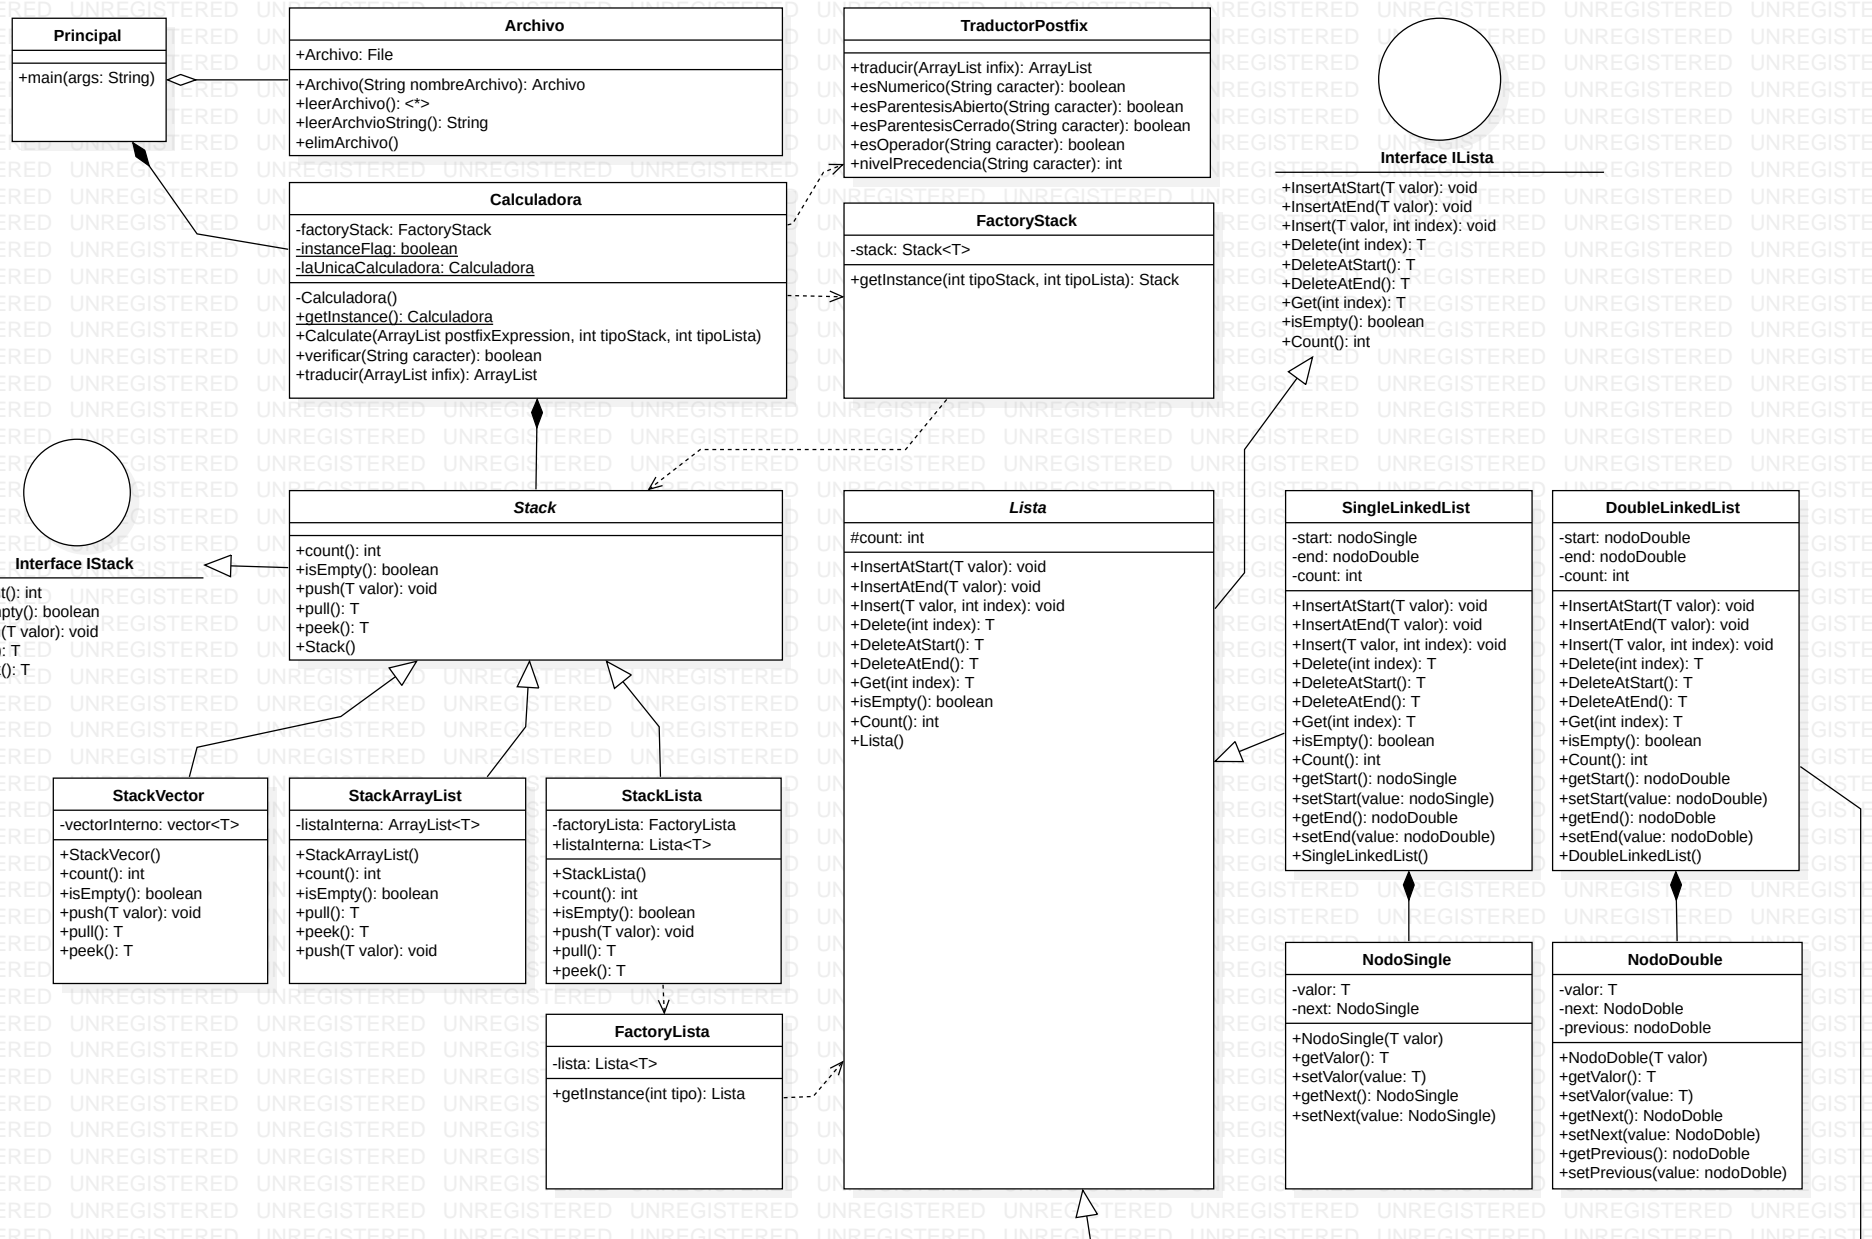 Principal
+main(args: String)
Archivo
+Archivo: File
+Archivo(String nombreArchivo): Archivo
+leerArchivo(): <*>
+leerArchvioString(): String
+elimArchivo()
TraductorPostfix
+traducir(ArrayList infix): ArrayList
+esNumerico(String caracter): boolean
+esParentesisAbierto(String caracter): boolean
+esParentesisCerrado(String caracter): boolean
+esOperador(String caracter): boolean
+nivelPrecedencia(String caracter): int
Interface ILista
+InsertAtStart(T valor): void
+InsertAtEnd(T valor): void
+Insert(T valor, int index): void
+Delete(int index): T
+DeleteAtStart(): T
+DeleteAtEnd(): T
+Get(int index): T
+isEmpty(): boolean
+Count(): int
Calculadora
-factoryStack: FactoryStack
-instanceFlag: boolean
-laUnicaCalculadora: Calculadora
-Calculadora()
+getInstance(): Calculadora
+Calculate(ArrayList postfixExpression, int tipoStack, int tipoLista)
+verificar(String caracter): boolean
+traducir(ArrayList infix): ArrayList
FactoryStack
-stack: Stack<T>
+getInstance(int tipoStack, int tipoLista): Stack
Interface IStack
t(): int
pty(): boolean
(T valor): void
): T
(): T
Stack
+count(): int
+isEmpty(): boolean
+push(T valor): void
+pull(): T
+peek(): T
+Stack()
Lista
#count: int
+InsertAtStart(T valor): void
+InsertAtEnd(T valor): void
+Insert(T valor, int index): void
+Delete(int index): T
+DeleteAtStart(): T
+DeleteAtEnd(): T
+Get(int index): T
+isEmpty(): boolean
+Count(): int
+Lista()
SingleLinkedList
-start: nodoSingle
-end: nodoDouble
-count: int
+InsertAtStart(T valor): void
+InsertAtEnd(T valor): void
+Insert(T valor, int index): void
+Delete(int index): T
+DeleteAtStart(): T
+DeleteAtEnd(): T
+Get(int index): T
+isEmpty(): boolean
+Count(): int
+getStart(): nodoSingle
+setStart(value: nodoSingle)
+getEnd(): nodoDouble
+setEnd(value: nodoDouble)
+SingleLinkedList()
DoubleLinkedList
-start: nodoDouble
-end: nodoDouble
-count: int
+InsertAtStart(T valor): void
+InsertAtEnd(T valor): void
+Insert(T valor, int index): void
+Delete(int index): T
+DeleteAtStart(): T
+DeleteAtEnd(): T
+Get(int index): T
+isEmpty(): boolean
+Count(): int
+getStart(): nodoDouble
+setStart(value: nodoDouble)
+getEnd(): nodoDoble
+setEnd(value: nodoDoble)
+DoubleLinkedList()
StackVector
-vectorInterno: vector<T>
+StackVecor()
+count(): int
+isEmpty(): boolean
+push(T valor): void
+pull(): T
+peek(): T
StackArrayList
-listaInterna: ArrayList<T>
+StackArrayList()
+count(): int
+isEmpty(): boolean
+pull(): T
+peek(): T
+push(T valor): void
StackLista
-factoryLista: FactoryLista
+listaInterna: Lista<T>
+StackLista()
+count(): int
+isEmpty(): boolean
+push(T valor): void
+pull(): T
+peek(): T
FactoryLista
-lista: Lista<T>
+getInstance(int tipo): Lista
NodoSingle
-valor: T
-next: NodoSingle
+NodoSingle(T valor)
+getValor(): T
+setValor(value: T)
+getNext(): NodoSingle
+setNext(value: NodoSingle)
NodoDouble
-valor: T
-next: NodoDoble
-previous: nodoDoble
+NodoDoble(T valor)
+getValor(): T
+setValor(value: T)
+getNext(): NodoDoble
+setNext(value: NodoDoble)
+getPrevious(): nodoDoble
+setPrevious(value: nodoDoble)
UNREGISTERED